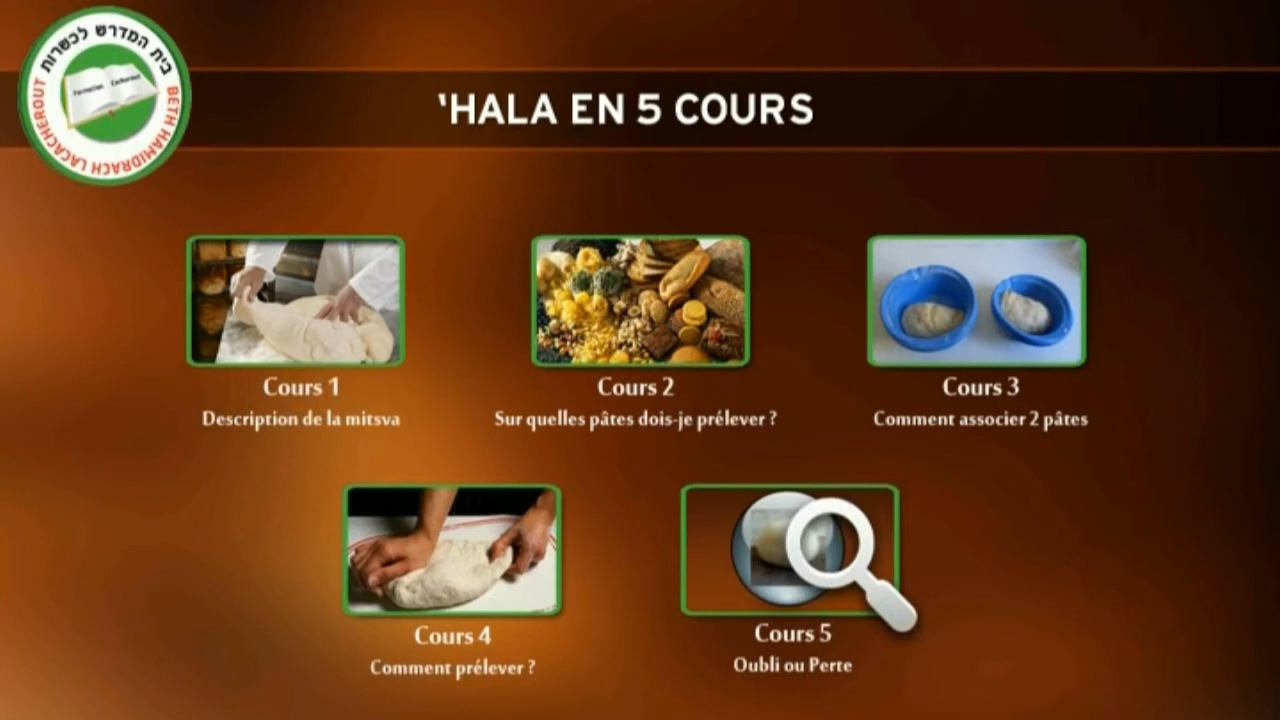 בית המדרש לכשרות
BETH HAMIDRACH LACACHEROUT
Formation Cacherout
'HALA EN 5 COURS
Cours 1
Description de la mitsva
Cours 2
Sur quelles pâtes dois-je prélever ?
Cours 3
Comment associer 2 pâtes
Cours 4
Comment prélever ?
Cours 5
Oubli ou Perte